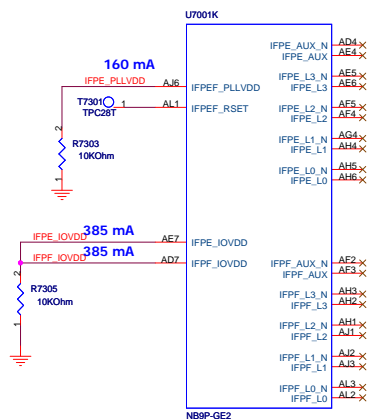 U7001K
160 mA
IFPE_PLLVDD
AJ6
IFPEF_PLLVDD
T7301
1
AL1
IFPEF_RSET
TPC28T
2
R7303
10KOhm
1
385 mA
IFPE_IOVDD
AE7
IFPE_IOVDD
385 mA
IFPF_IOVDD
AD7
IFPF_IOVDD
2
R7305
10KOhm
1
IFPE_AUX_N AD4
IFPE_AUX AE4
IFPE_L3_N AE5
IFPE_L3 AE6
IFPE_L2_N AF5
IFPE_L2 AF4
IFPE_L1_N AG4
IFPE_L1 AH4
IFPE_L0_N AH5
IFPE_L0 AH6
IFPF_AUX_N AF2
IFPF_AUX AF3
IFPF_L3_N AH3
IFPF_L3 AH2
IFPF_L2_N AH1
IFPF_L2 AJ1
IFPF_L1_N AJ2
IFPF_L1 AJ3
IFPF_L0_N AL3
IFPF_L0 AL2
NB9P-GE2